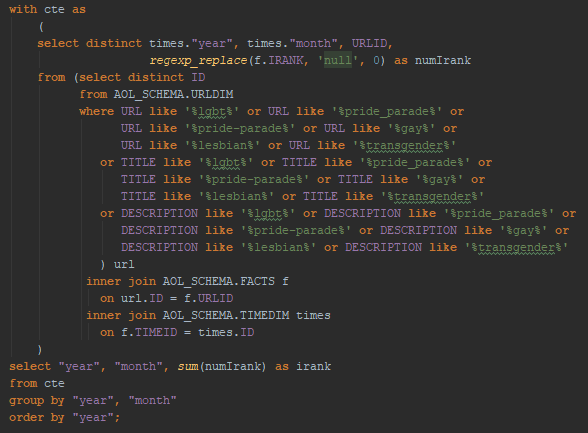 with cte as
(
select distinct times."year", times."month", URLID,
regexp_replace(f.IRANK, 'null', 0) as numIrank
from (select distinct ID
from AOL_SCHEMA.URLDIM
where URL like '%lgbt%' or URL like '%pride_parade%' or
URL like '%pride-parade%' or URL like '%gay%' or
URL like '%lesbian%' or URL like '%transgender%'
or TITLE like '%lgbt%' or TITLE like '%pride_parade%' or
TITLE like '%pride-parade%' or TITLE like '%gay%' or
TITLE like '%lesbian%' or TITLE like '%transgender%'
or DESCRIPTION like '%lgbt%' or DESCRIPTION like '%pride_parade%' or
DESCRIPTION like '%pride-parade%' or DESCRIPTION like '%gay%' or
DESCRIPTION like '%lesbian%' or DESCRIPTION like '%transgender%'
) url
inner join AOL_SCHEMA.FACTS f
on url.ID = f.URLID
inner join AOL_SCHEMA.TIMEDIM times
on f.TIMEID = times.ID
)
select "year", "month", sum(numIrank) as irank
from cte
group by "year", "month"
order by "year";